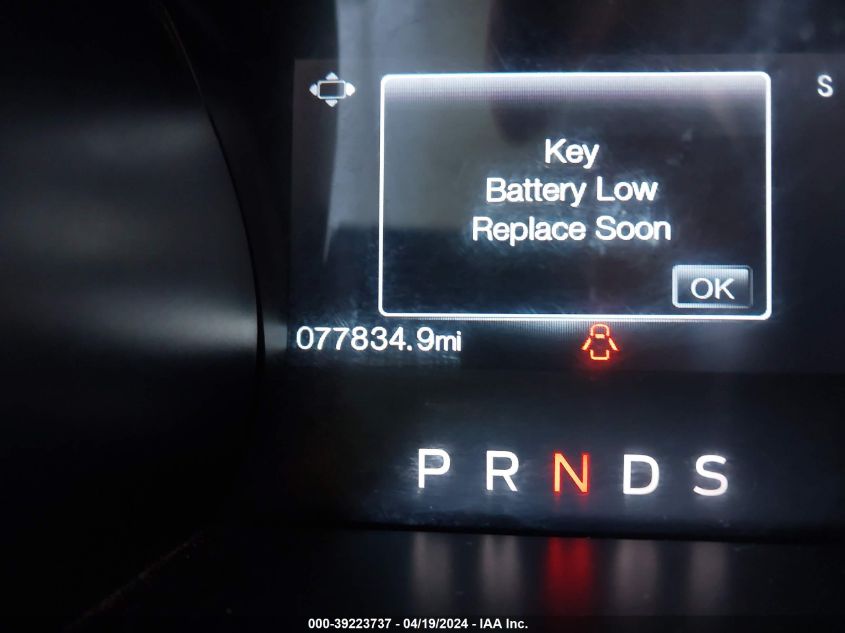 S
Key
Battery Low
Replace Soon
OK
077834.9mi
P R N D S
000-39223737 - 04/19/2024 - IAA Inc.